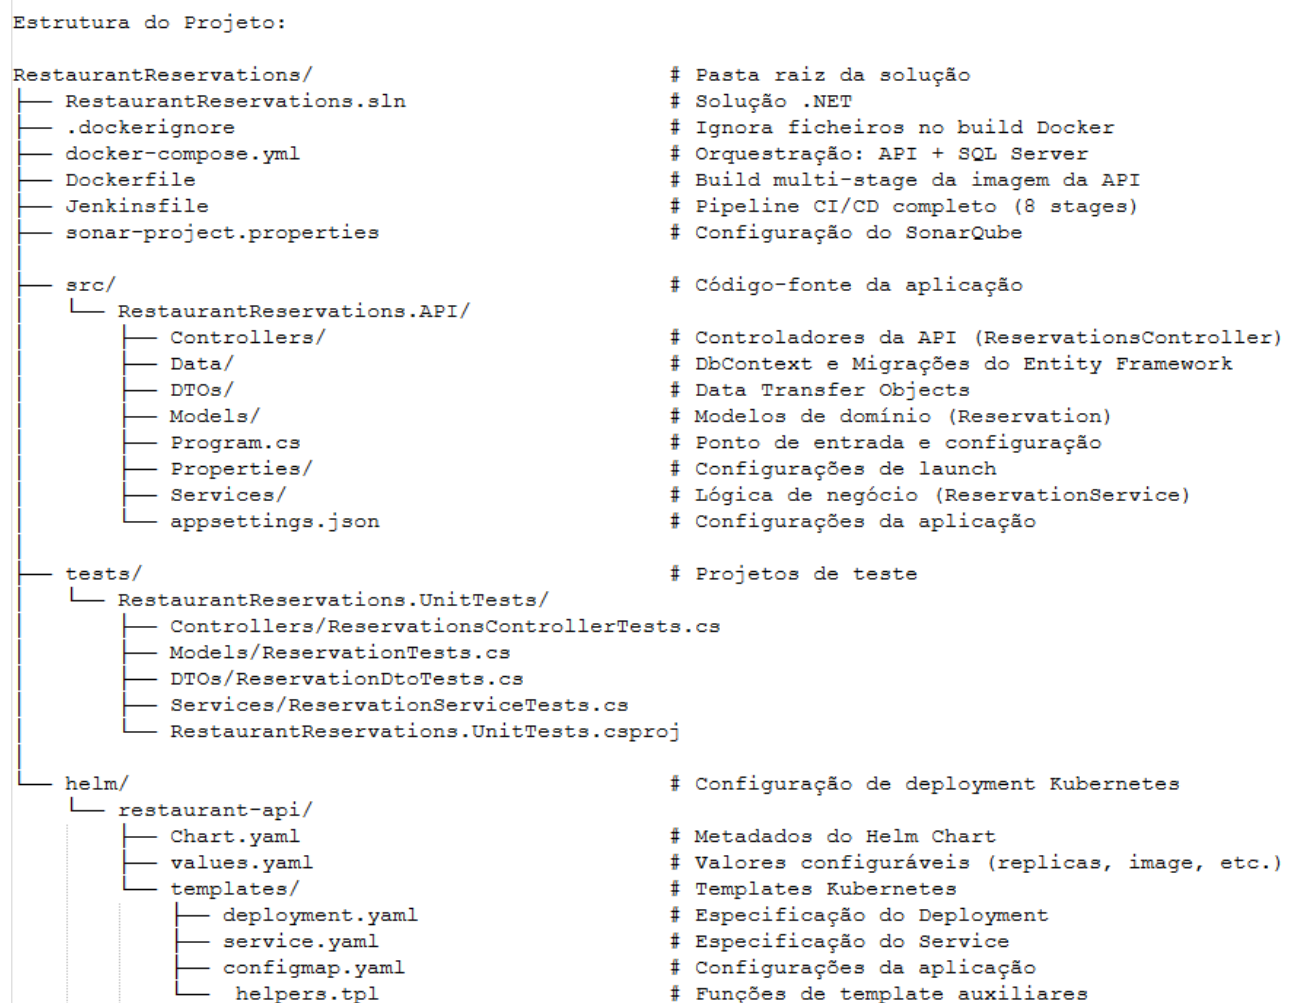 Estrutura do Projeto:
RestaurantReservations/ # Pasta raiz da solução
├── RestaurantReservations.sln # Solução .NET
├── .dockerignore # Ignora ficheiros no build Docker
├── docker-compose.yml # Orquestração: API + SQL Server
├── Dockerfile # Build multi-stage da imagem da API
├── Jenkinsfile # Pipeline CI/CD completo (8 stages)
├── sonar-project.properties # Configuração do SonarQube
│
├── src/ # Código-fonte da aplicação
│   └── RestaurantReservations.API/
│       ├── Controllers/ # Controladores da API (ReservationsController)
│       ├── Data/ # DbContext e Migrações do Entity Framework
│       ├── DTOs/ # Data Transfer Objects
│       ├── Models/ # Modelos de domínio (Reservation)
│       ├── Program.cs # Ponto de entrada e configuração
│       ├── Properties/ # Configurações de launch
│       ├── Services/ # Lógica de negócio (ReservationService)
│       └── appsettings.json # Configurações da aplicação
│
├── tests/ # Projetos de teste
│   └── RestaurantReservations.UnitTests/
│       ├── Controllers/ReservationsControllerTests.cs
│       ├── Models/ReservationTests.cs
│       ├── DTOs/ReservationDtoTests.cs
│       ├── Services/ReservationServiceTests.cs
│       └── RestaurantReservations.UnitTests.csproj
│
└── helm/ # Configuração de deployment Kubernetes
    └── restaurant-api/
        ├── Chart.yaml # Metadados do Helm Chart
        ├── values.yaml # Valores configuráveis (replicas, image, etc.)
        └── templates/ # Templates Kubernetes
            ├── deployment.yaml # Especificação do Deployment
            ├── service.yaml # Especificação do Service
            ├── configmap.yaml # Configurações da aplicação
            └── helpers.tpl # Funções de template auxiliares